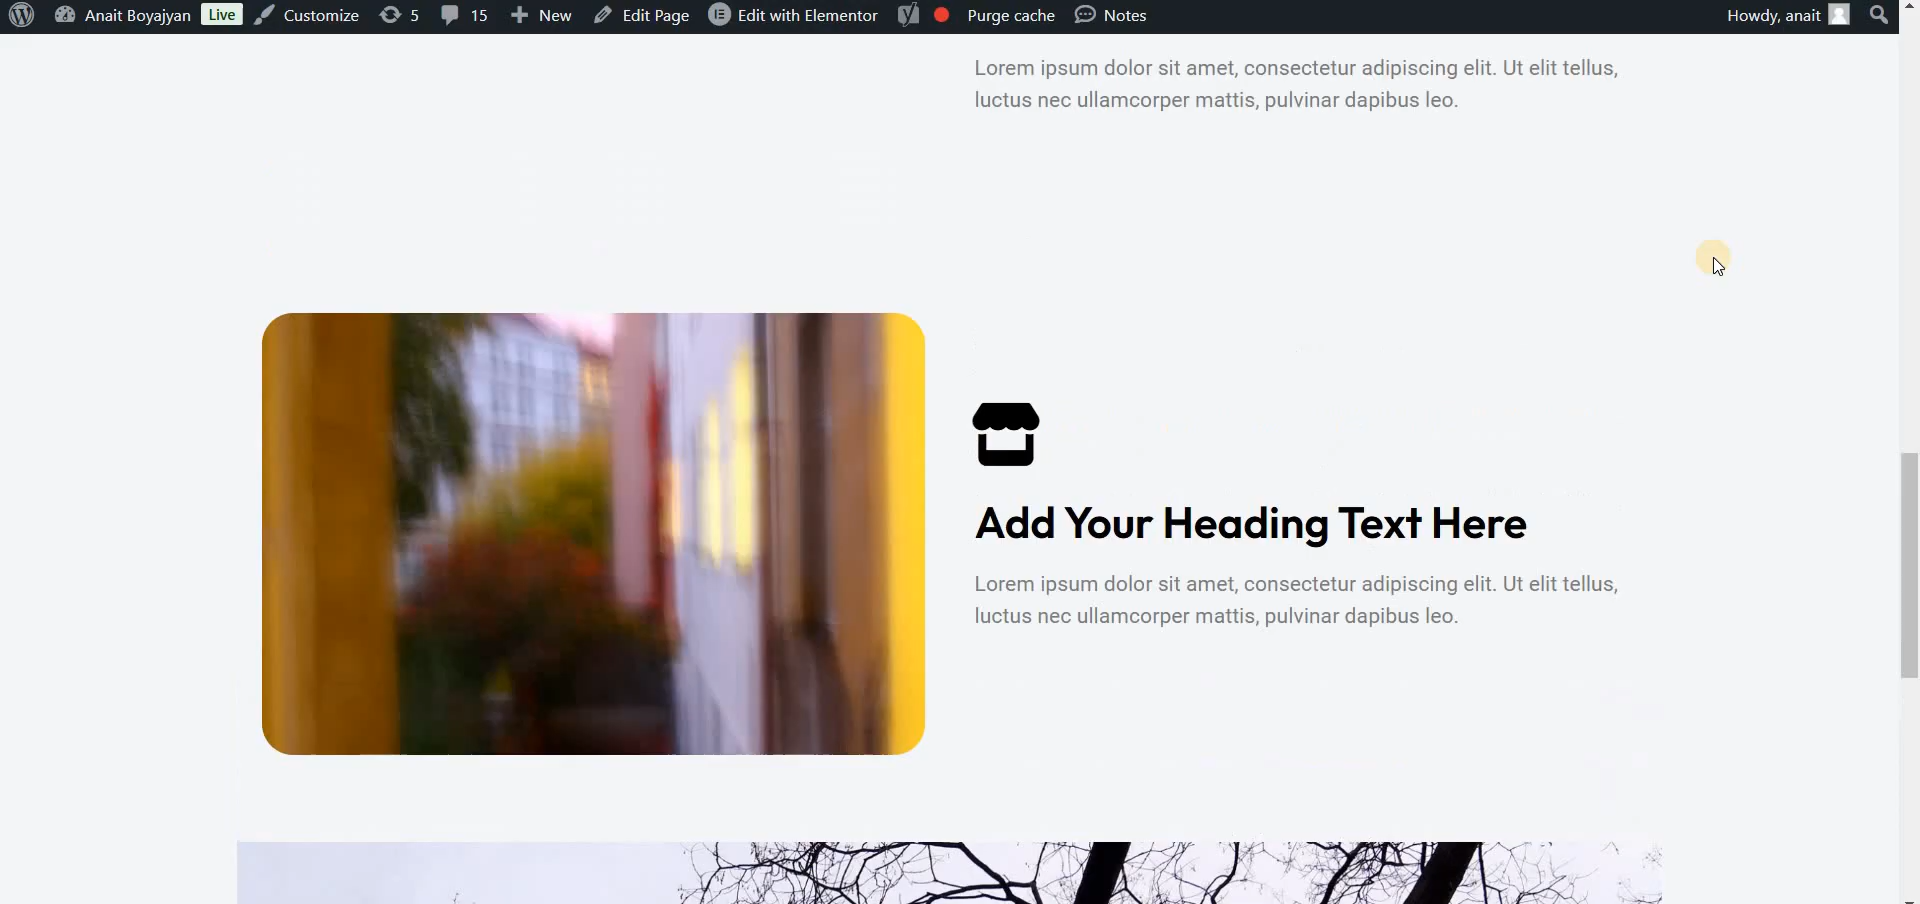 Anait Boyajyan Live Customize 5 15 New Edit Page Edit with Elementor Purge cache Notes Howdy, anait
Lorem ipsum dolor sit amet, consectetur adipiscing elit. Ut elit tellus,
luctus nec ullamcorper mattis, pulvinar dapibus leo.
Add Your Heading Text Here
Lorem ipsum dolor sit amet, consectetur adipiscing elit. Ut elit tellus,
luctus nec ullamcorper mattis, pulvinar dapibus leo.